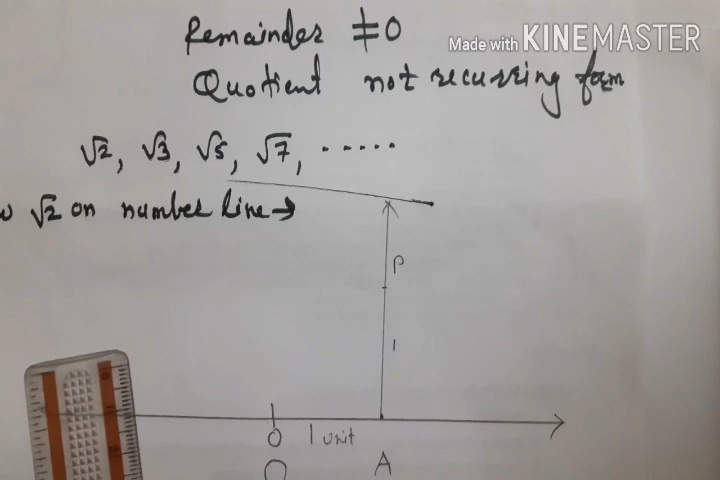 Remainder ≠0
Made with KINEMASTER
Quotient not recurring form
√2, √3, √5, √7, .....
w √2 on number line →
P
1
0 1 unit
O A